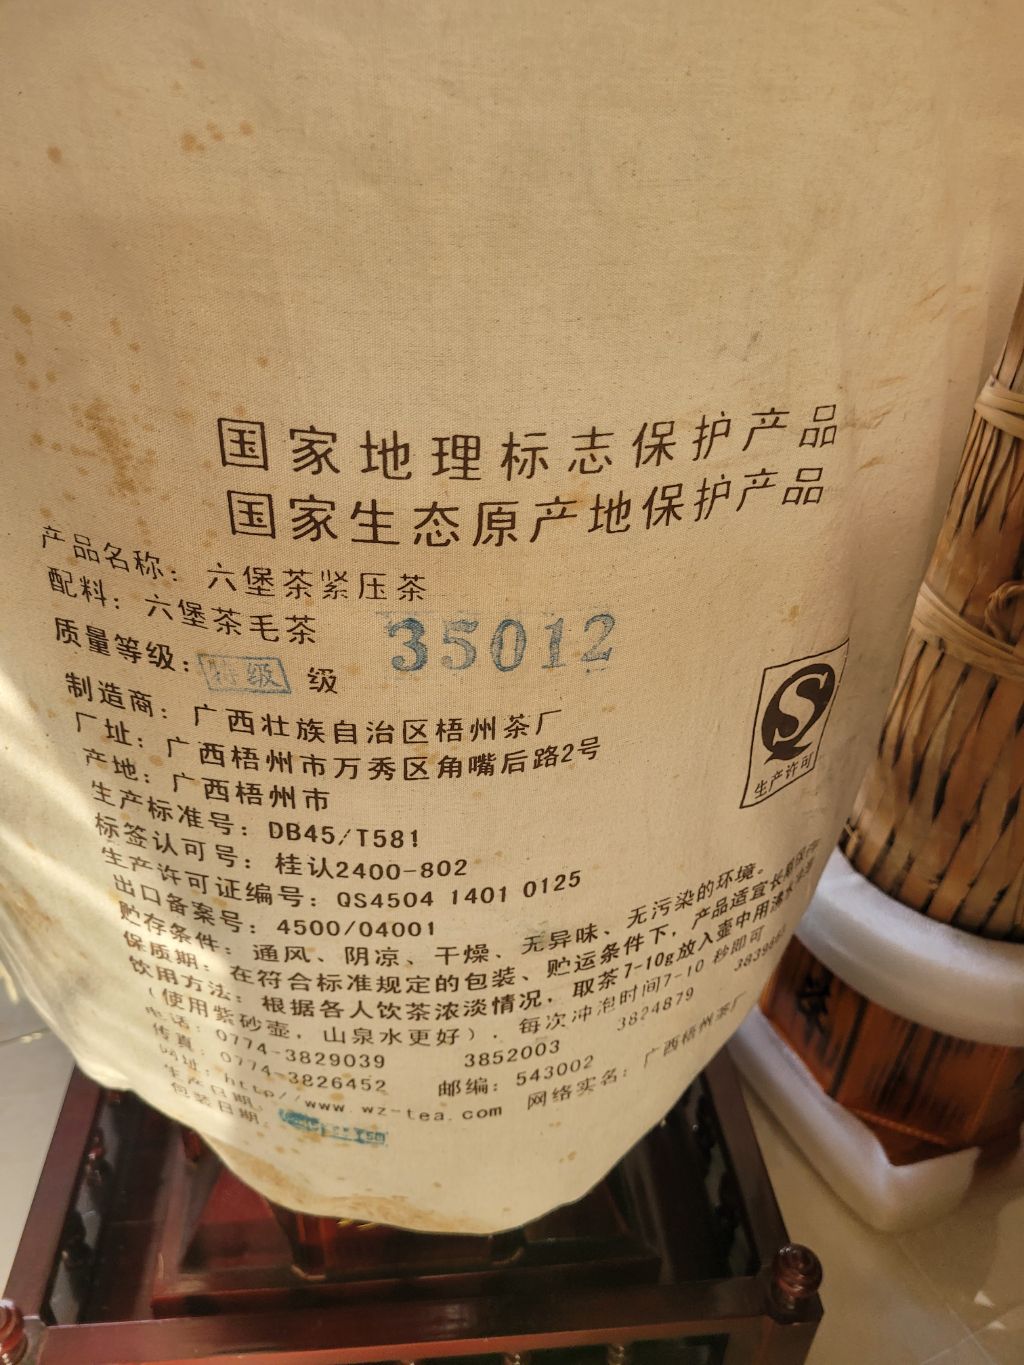 国家地理标志保护产品
国家生态原产地保护产品
产品名称：六堡茶紧压茶
配料：六堡茶毛茶
35012
质量等级：特级 级
制造商：广西壮族自治区梧州茶厂
厂址：广西梧州市万秀区角嘴后路2号
产地：广西梧州市
生产标准号：DB45/T581
标签认可号：桂认2400-802
生产许可证编号：QS4504 1401 0125
出口备案号：4500/04001
贮存条件：通风、阴凉、干燥、无异味、无污染的环境。
保质期：在符合标准规定的包装、贮运条件下，产品适宜长期保存
饮用方法：根据各人饮茶浓淡情况，取茶7-10g放入壶中用沸水
（使用紫砂壶，山泉水更好）．每次冲泡时间7-10 秒即可
电话：0774-3829039 3852003 3824879
传真：0774-3826452 邮编：543002
网址：http//www.wz-tea.com 网络实名：广西梧州茶厂
生产日期：
包装日期：
生产许可